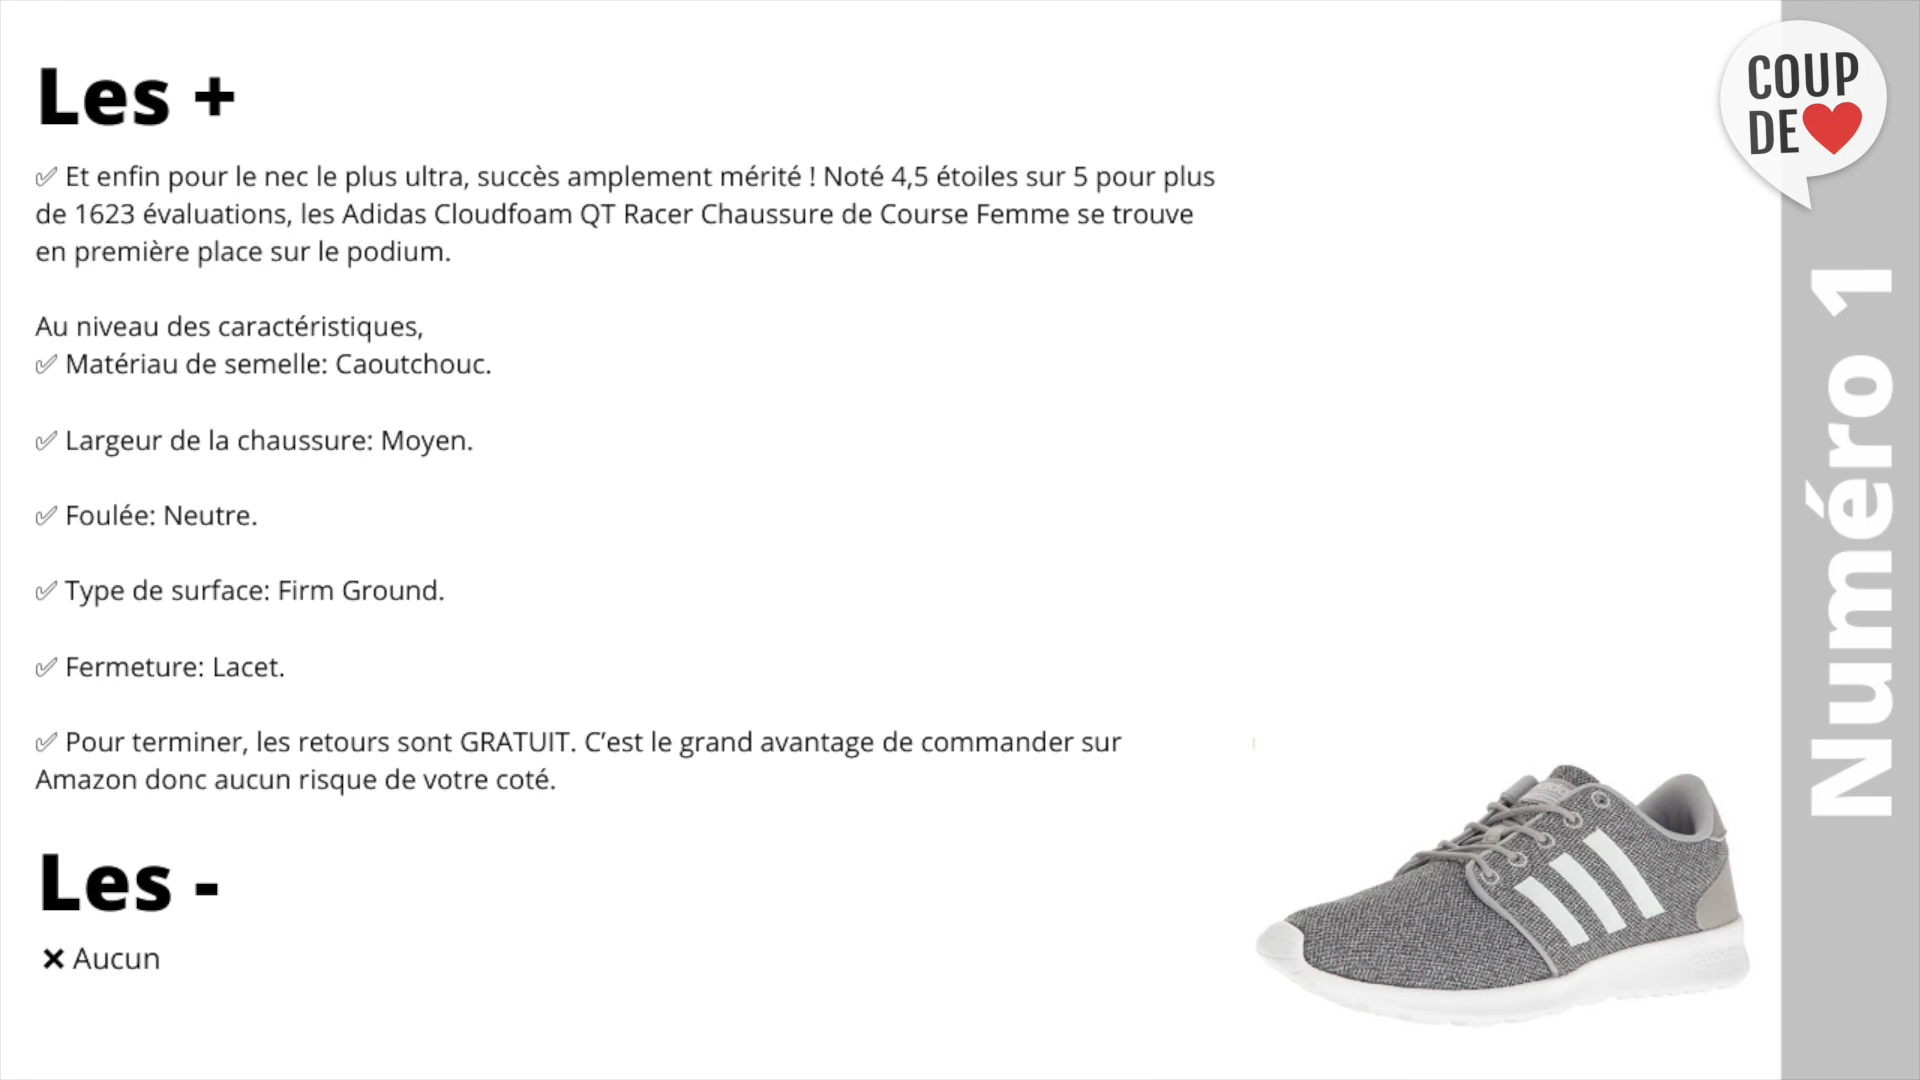 Les +
✅ Et enfin pour le nec le plus ultra, succès amplement mérité ! Noté 4,5 étoiles sur 5 pour plus
de 1623 évaluations, les Adidas Cloudfoam QT Racer Chaussure de Course Femme se trouve
en première place sur le podium.
Au niveau des caractéristiques,
✅ Matériau de semelle: Caoutchouc.
✅ Largeur de la chaussure: Moyen.
✅ Foulée: Neutre.
✅ Type de surface: Firm Ground.
✅ Fermeture: Lacet.
✅ Pour terminer, les retours sont GRATUIT. C’est le grand avantage de commander sur
Amazon donc aucun risque de votre coté.
Les -
❌ Aucun
COUP
DE ❤
Numéro 1